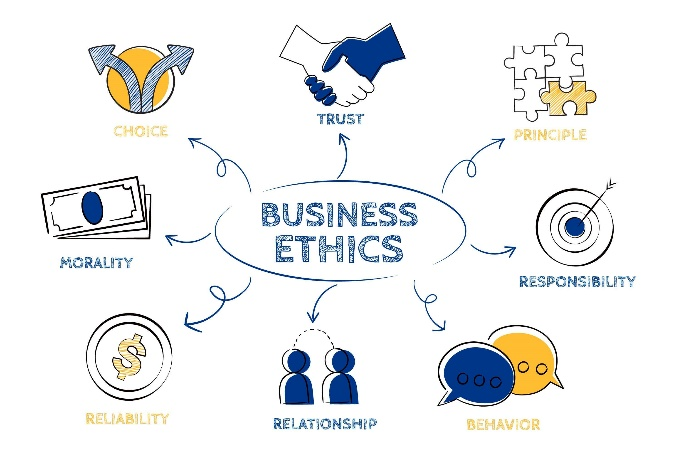 CHOICE
TRUST
PRINCIPLE
BUSINESS
ETHICS
MORALITY
RESPONSIBILITY
$
RELIABILITY
RELATIONSHIP
BEHAVIOR